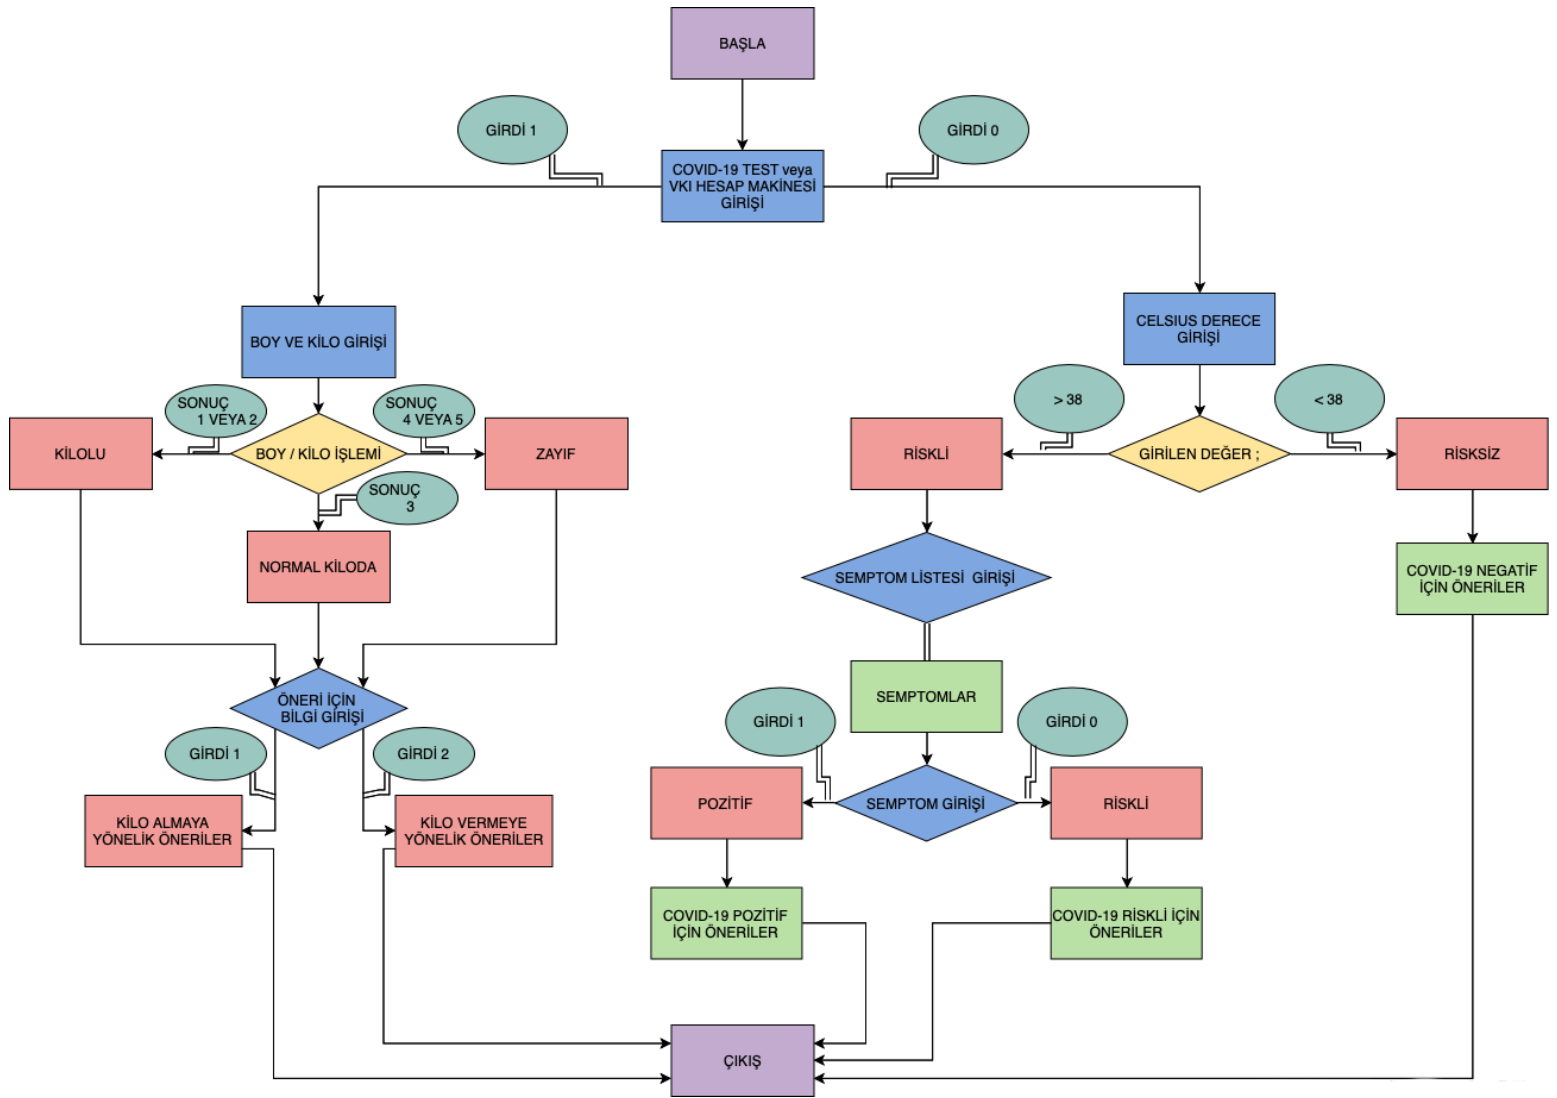 BAŞLA
GİRDİ 1
GİRDİ 0
COVID-19 TEST veya
VKI HESAP MAKİNESİ
GİRİŞİ
BOY VE KİLO GİRİŞİ
CELSIUS DERECE
GİRİŞİ
SONUÇ
1 VEYA 2
SONUÇ
4 VEYA 5
> 38
< 38
KİLOLU
BOY / KİLO İŞLEMİ
ZAYIF
RİSKLİ
GİRİLEN DEĞER ;
RİSKSİZ
SONUÇ
3
NORMAL KİLODA
SEMPTOM LİSTESİ GİRİŞİ
COVID-19 NEGATİF
İÇİN ÖNERİLER
ÖNERİ İÇİN
BİLGİ GİRİŞİ
SEMPTOMLAR
GİRDİ 1
GİRDİ 2
GİRDİ 1
GİRDİ 0
KİLO ALMAYA
YÖNELİK ÖNERİLER
KİLO VERMEYE
YÖNELİK ÖNERİLER
POZİTİF
SEMPTOM GİRİŞİ
RİSKLİ
COVID-19 POZİTİF
İÇİN ÖNERİLER
COVID-19 RİSKLİ İÇİN
ÖNERİLER
ÇIKIŞ